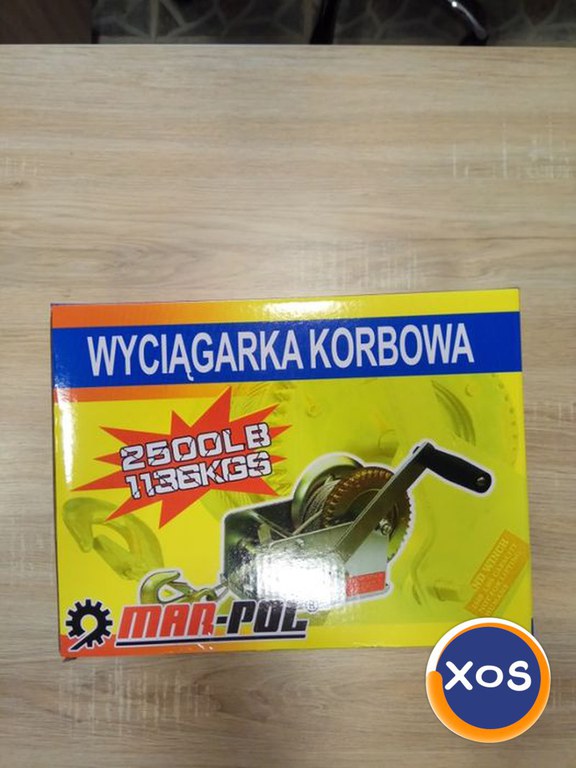 WYCIĄGARKA KORBOWA
2500LB
1136KGS
MAR-POL®
XOS